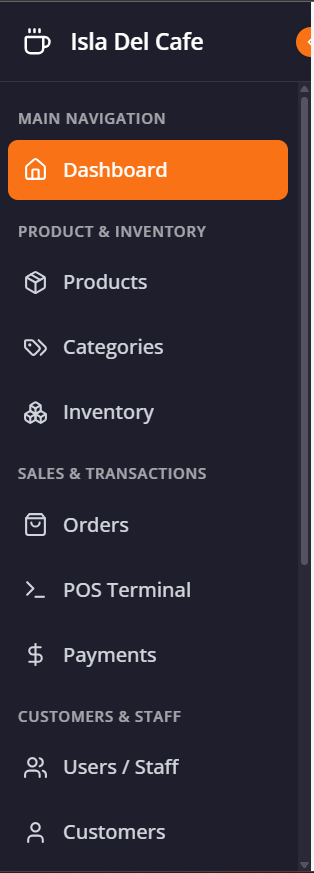 Isla Del Cafe
MAIN NAVIGATION
Dashboard
PRODUCT & INVENTORY
Products
Categories
Inventory
SALES & TRANSACTIONS
Orders
POS Terminal
Payments
CUSTOMERS & STAFF
Users / Staff
Customers